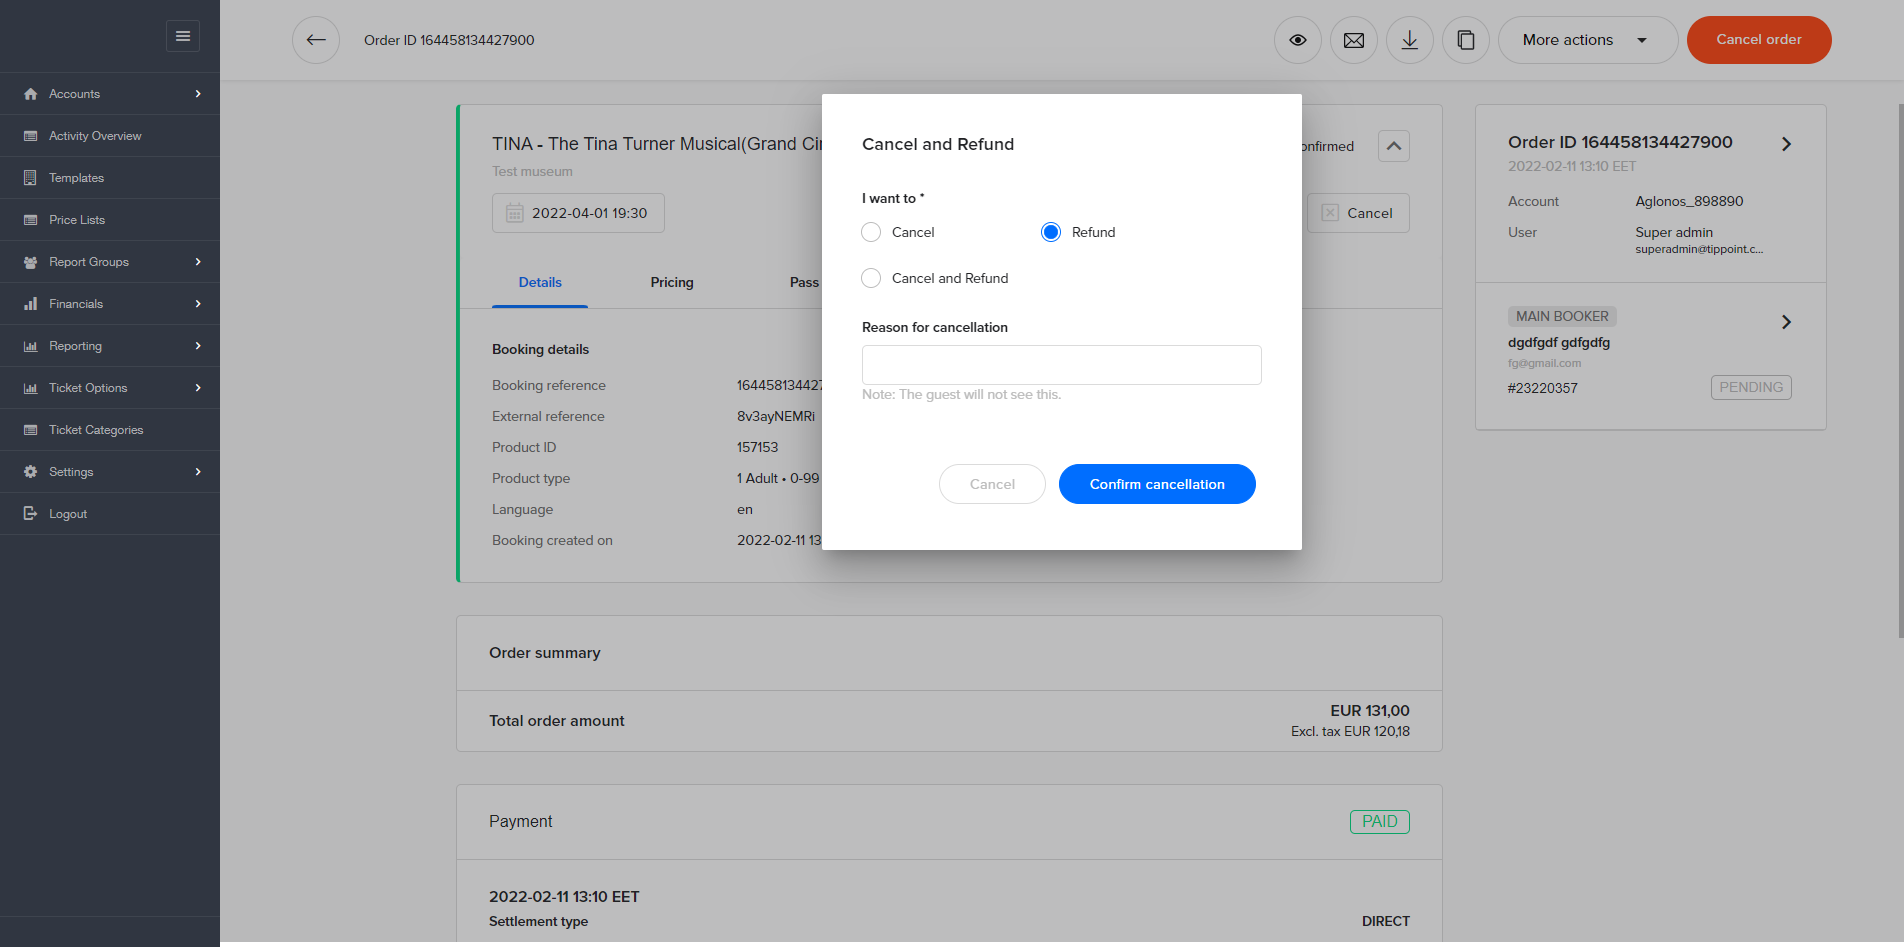 Order ID 164458134427900
More actions
Cancel order
Accounts
Activity Overview
Templates
Price Lists
Report Groups
Financials
Reporting
Ticket Options
Ticket Categories
Settings
Logout
TINA - The Tina Turner Musical(Grand Cir
Test museum
2022-04-01 19:30
onfirmed
Cancel
Details
Pricing
Pass
Booking details
Booking reference
16445813442
External reference
8v3ayNEMRi
Product ID
157153
Product type
1 Adult • 0-99
Language
en
Booking created on
2022-02-11 13
Cancel and Refund
I want to *
Cancel
Refund
Cancel and Refund
Reason for cancellation
Note: The guest will not see this.
Cancel
Confirm cancellation
Order ID 164458134427900
2022-02-11 13:10 EET
Account
Aglonos_898890
User
Super admin
superadmin@tippoint.c...
MAIN BOOKER
dgdfgdf gdfgdfg
fg@gmail.com
#23220357
PENDING
Order summary
Total order amount
EUR 131,00
Excl. tax EUR 120,18
Payment
PAID
2022-02-11 13:10 EET
Settlement type
DIRECT